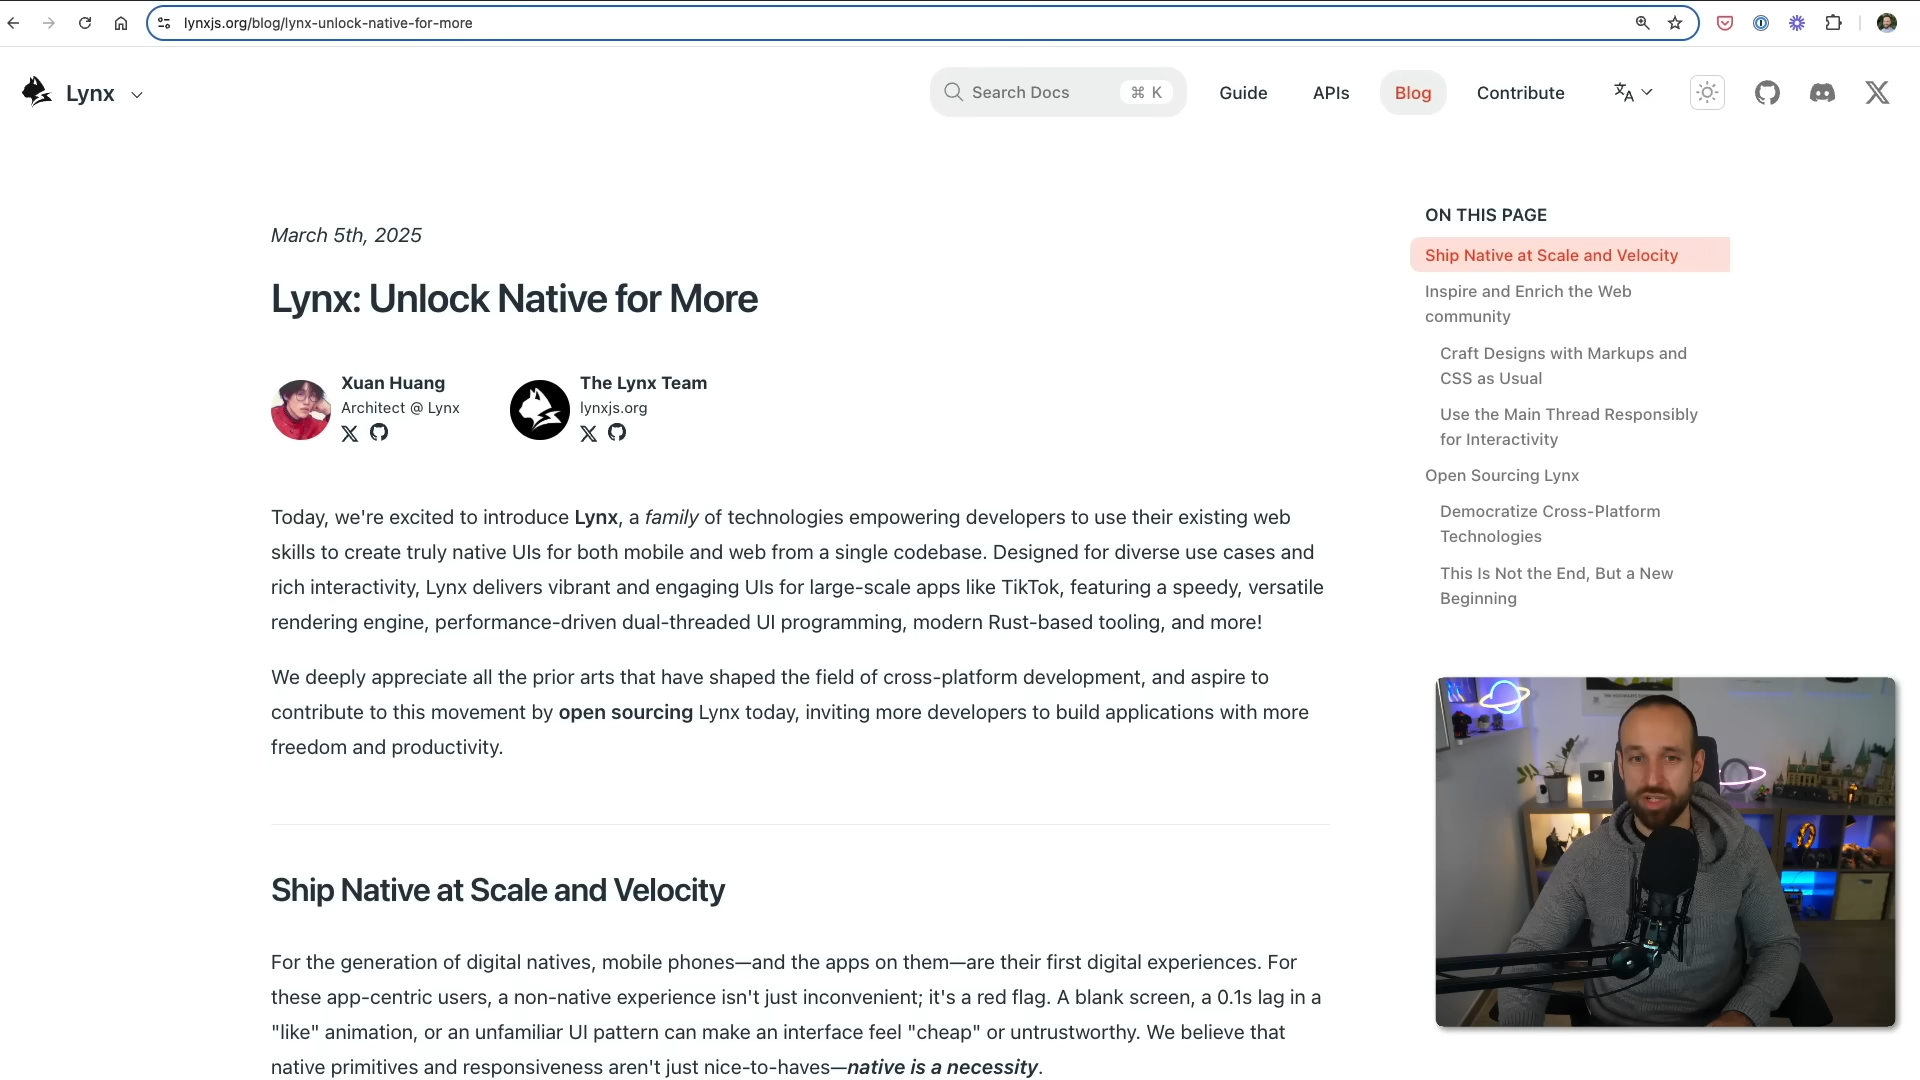 lynxjs.org/blog/lynx-unlock-native-for-more
Lynx
Search Docs
⌘ K
Guide
APIs
Blog
Contribute
March 5th, 2025
Lynx: Unlock Native for More
Xuan Huang
Architect @ Lynx
The Lynx Team
lynxjs.org
Today, we're excited to introduce Lynx, a family of technologies empowering developers to use their existing web
skills to create truly native UIs for both mobile and web from a single codebase. Designed for diverse use cases and
rich interactivity, Lynx delivers vibrant and engaging UIs for large-scale apps like TikTok, featuring a speedy, versatile
rendering engine, performance-driven dual-threaded UI programming, modern Rust-based tooling, and more!
We deeply appreciate all the prior arts that have shaped the field of cross-platform development, and aspire to
contribute to this movement by open sourcing Lynx today, inviting more developers to build applications with more
freedom and productivity.
Ship Native at Scale and Velocity
For the generation of digital natives, mobile phones—and the apps on them—are their first digital experiences. For
these app-centric users, a non-native experience isn't just inconvenient; it's a red flag. A blank screen, a 0.1s lag in a
"like" animation, or an unfamiliar UI pattern can make an interface feel "cheap" or untrustworthy. We believe that
native primitives and responsiveness aren't just nice-to-haves—native is a necessity.
ON THIS PAGE
Ship Native at Scale and Velocity
Inspire and Enrich the Web
community
Craft Designs with Markups and
CSS as Usual
Use the Main Thread Responsibly
for Interactivity
Open Sourcing Lynx
Democratize Cross-Platform
Technologies
This Is Not the End, But a New
Beginning